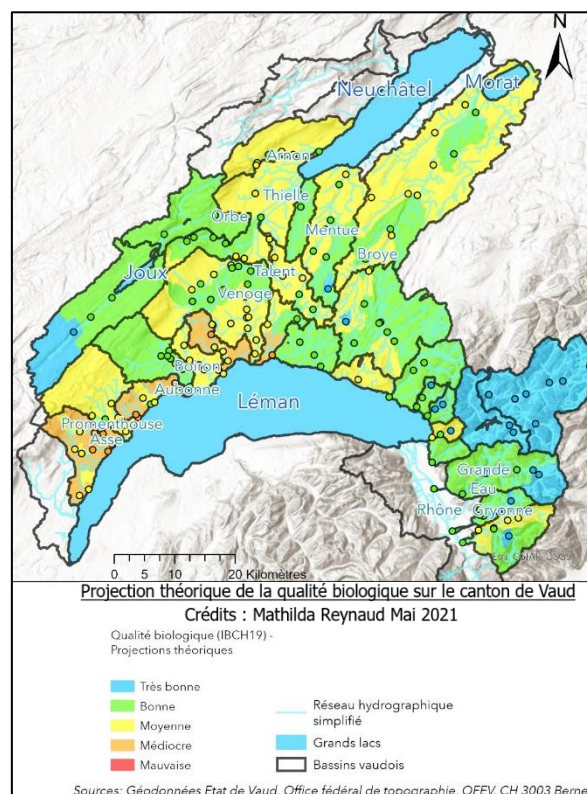 N
Neuchâtel
Morat
Arnon
Thielle
Orbe
Mentue
Joux
Talent
Broye
Venoge
Boiron
Aubonne
Léman
Promenthouse
Asse
Grande
Eau
Rhône
Gryonne
0 5 10 20 Kilomètres
Projection théorique de la qualité biologique sur le canton de Vaud
Crédits : Mathilda Reynaud Mai 2021
Qualité biologique (IBCH19) -
Projections théoriques
Très bonne
Bonne
Moyenne
Médiocre
Mauvaise
Réseau hydrographique
simplifié
Grands lacs
Bassins vaudois
Sources: Géodonnées Etat de Vaud, Office fédéral de topographie, OFEV, CH 3003 Berne